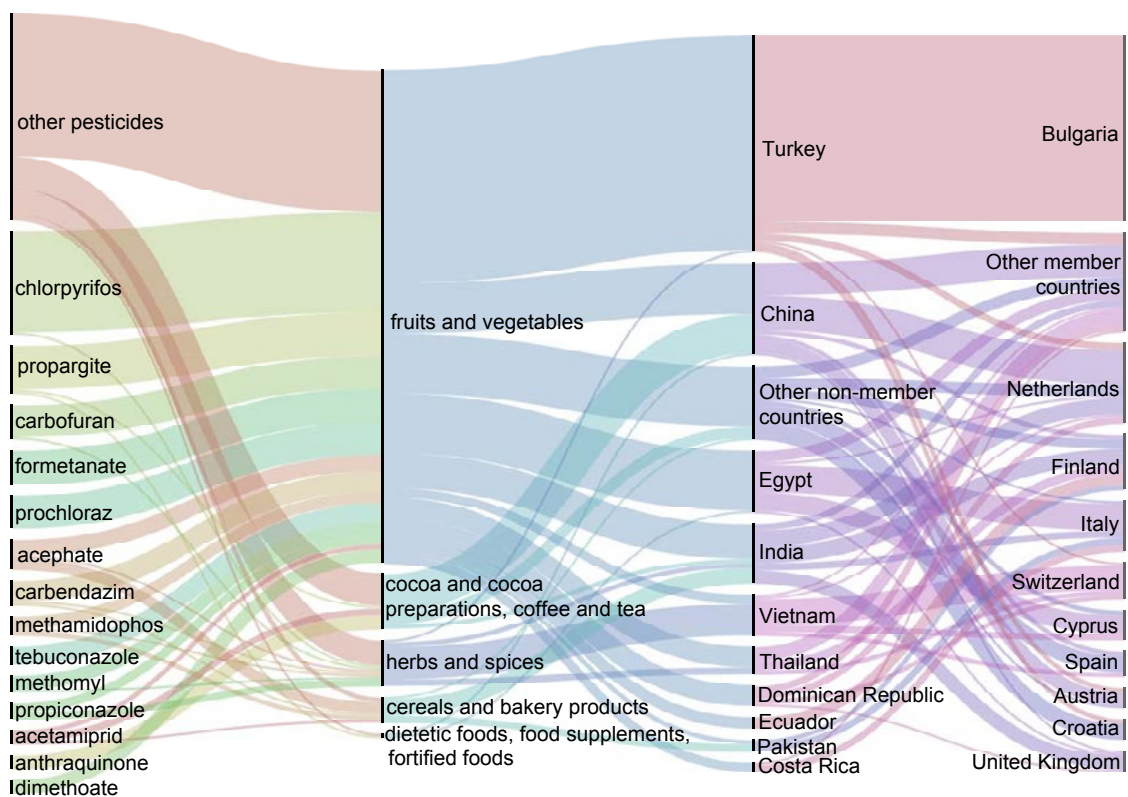 other pesticides
chlorpyrifos
propargite
carbofuran
formetanate
prochloraz
acephate
carbendazim
methamidophos
tebuconazole
methomyl
propiconazole
acetamiprid
anthraquinone
dimethoate
fruits and vegetables
cocoa and cocoa
preparations, coffee and tea
herbs and spices
cereals and bakery products
dietetic foods, food supplements,
fortified foods
Turkey
China
Other non-member
countries
Egypt
India
Vietnam
Thailand
Dominican Republic
Ecuador
Pakistan
Costa Rica
Bulgaria
Other member
countries
Netherlands
Finland
Italy
Switzerland
Cyprus
Spain
Austria
Croatia
United Kingdom